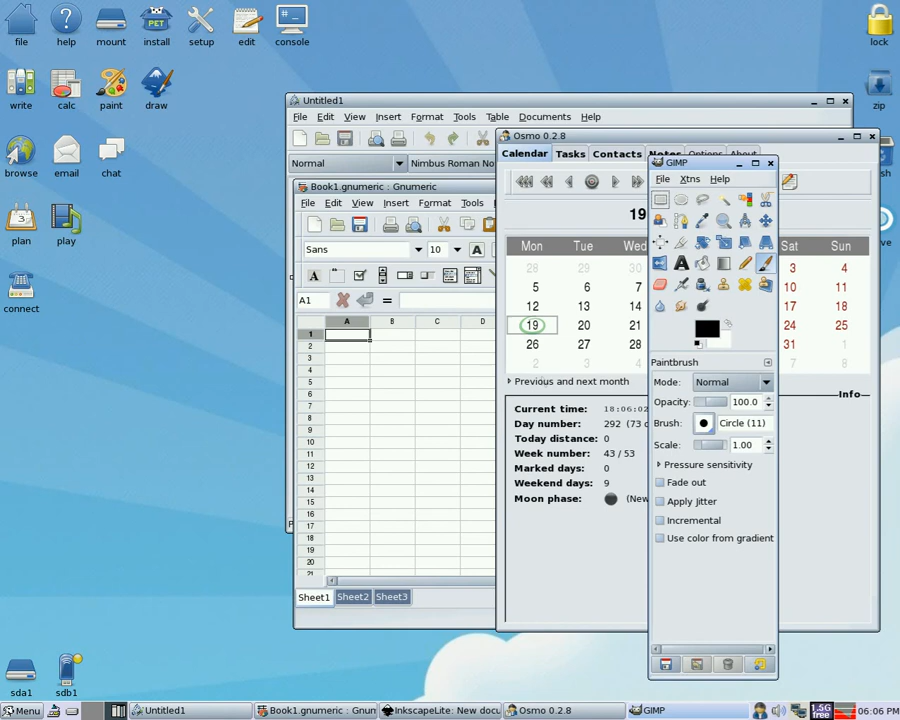 file help mount install setup edit console lock
write calc paint draw zip
browse email chat
plan play
connect
sda1 sdb1
Untitled1
File Edit View Insert Format Tools Table Documents Help
Normal Nimbus Roman No
Book1.gnumeric : Gnumeric
File Edit View Insert Format Tools
Sans 10 A
A1 =
A B C D
1
2
3
4
5
6
7
8
9
10
11
12
13
14
15
16
17
18
19
20
21
Sheet1 Sheet2 Sheet3
Osmo 0.2.8
Calendar Tasks Contacts Notes Options About
19
Mon Tue Wed Sat Sun
28 29 30 3 4
5 6 7 10 11
12 13 14 17 18
19 20 21 24 25
26 27 28 31 1
2 3 4 7 8
Previous and next month
Info
Current time: 18:06:02
Day number: 292 (73 d
Today distance: 0
Week number: 43 / 53
Marked days: 0
Weekend days: 9
Moon phase: (New
GIMP
File Xtns Help
Paintbrush
Mode: Normal
Opacity: 100.0
Brush: Circle (11)
Scale: 1.00
Pressure sensitivity
Fade out
Apply Jitter
Incremental
Use color from gradient
Menu Untitled1 Book1.gnumeric : Gnum InkscapeLite: New docu Osmo 0.2.8 GIMP 1.5G free 06:06 PM